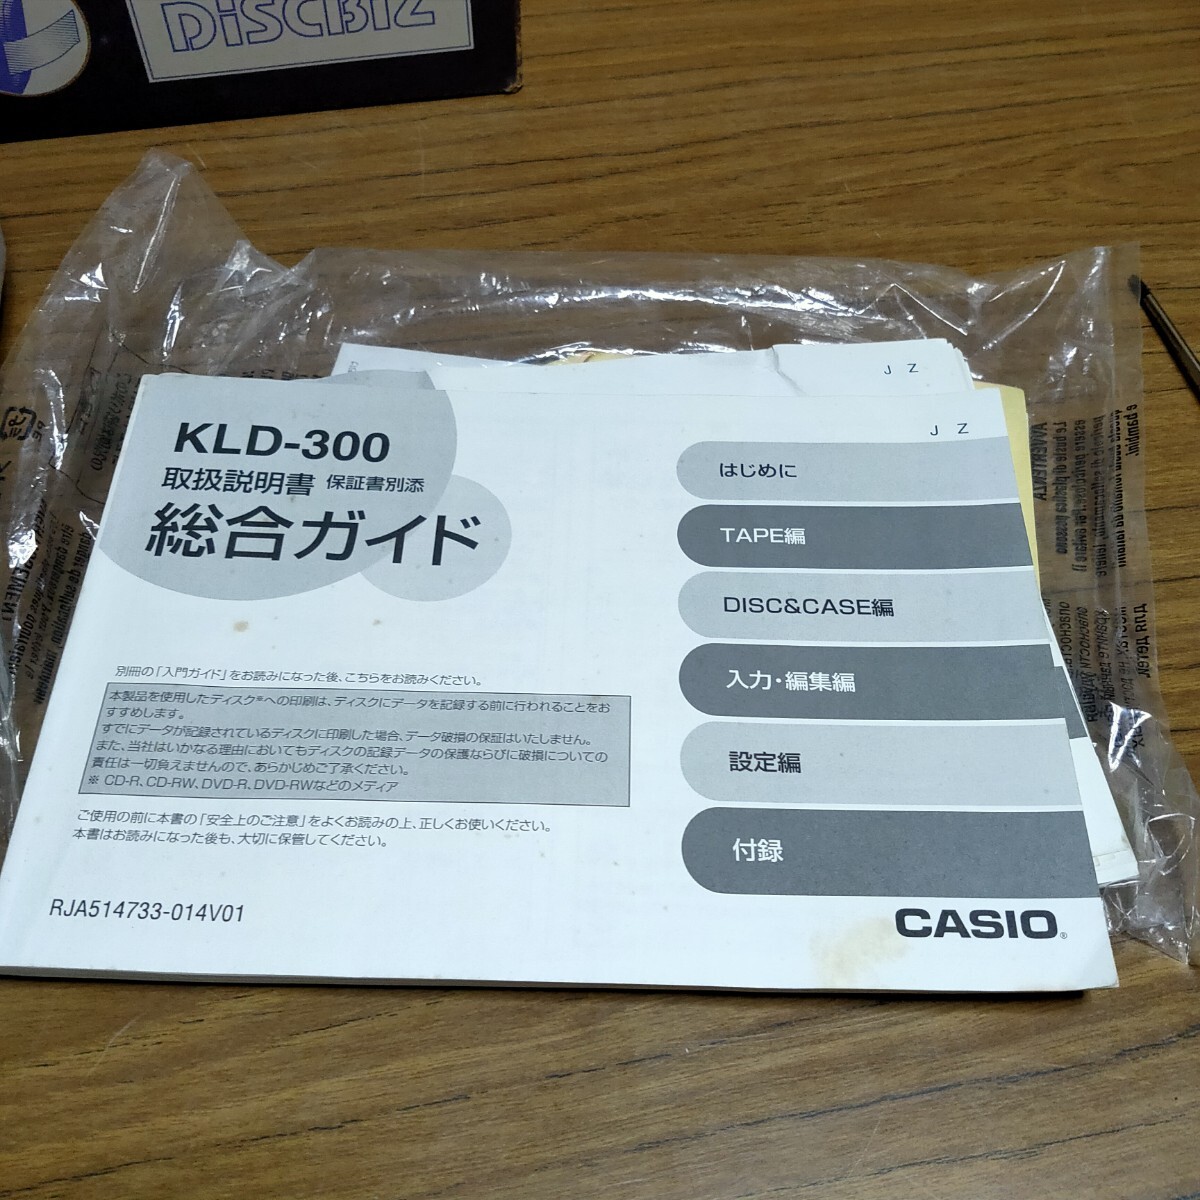 DiSCBiZ
J Z
J Z
KLD-300
取扱説明書 保証書別添
総合ガイド
はじめに
TAPE編
DISC&CASE編
入力・編集編
設定編
付録
別冊の「入門ガイド」をお読みになった後、こちらをお読みください。
本製品を使用したディスク※への印刷は、ディスクにデータを記録する前に行われることをお
すすめします。
すでにデータが記録されているディスクに印刷した場合、データ破損の保証はいたしません。
また、当社はいかなる理由においてもディスクの記録データの保護ならびに破損についての
責任は一切負えませんので、あらかじめご了承ください。
※ CD-R、CD-RW、DVD-R、DVD-RWなどのメディア
ご使用の前に本書の「安全上のご注意」をよくお読みの上、正しくお使いください。
本書はお読みになった後も、大切に保管してください。
RJA514733-014V01
CASIO®
AVVERTENZA